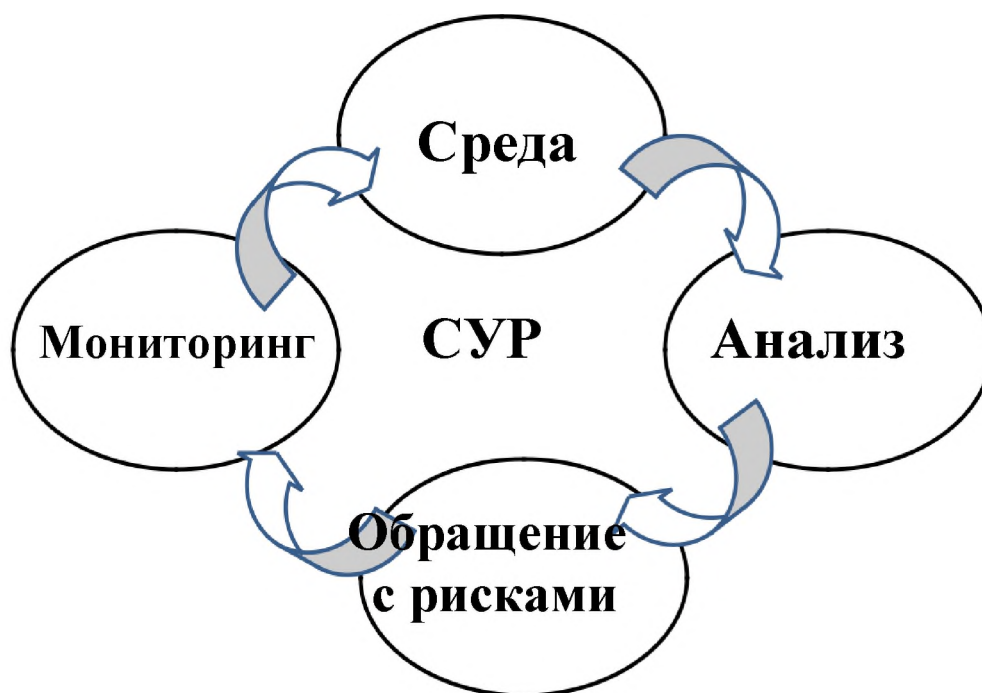 Среда
Мониторинг
СУР
Анализ
Обращение
с рисками